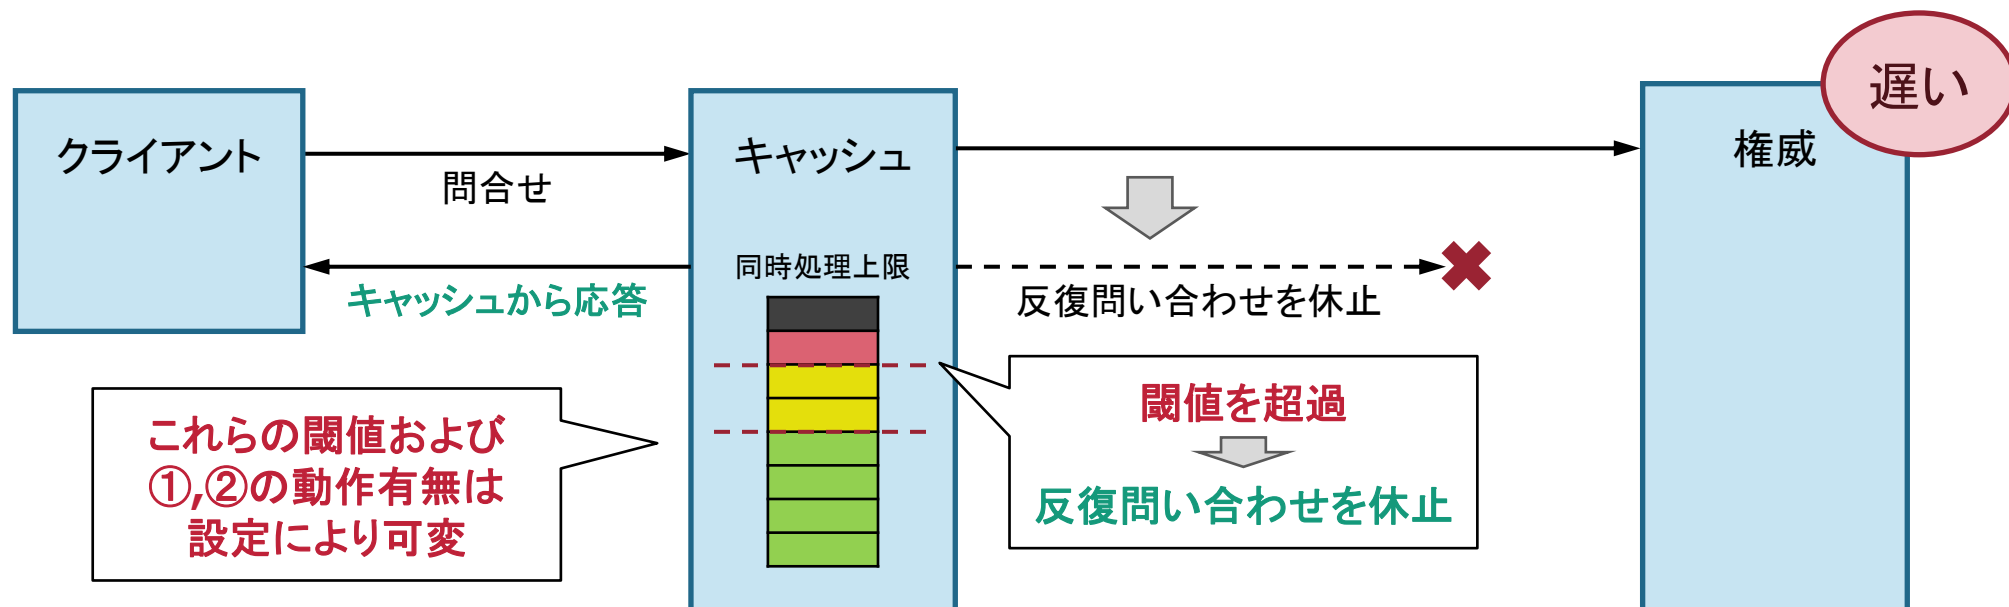 遅い
クライアント
問合せ
キャッシュ
権威
キャッシュから応答
同時処理上限
反復問い合わせを休止
閾値を超過
反復問い合わせを休止
これらの閾値および
①,②の動作有無は
設定により可変